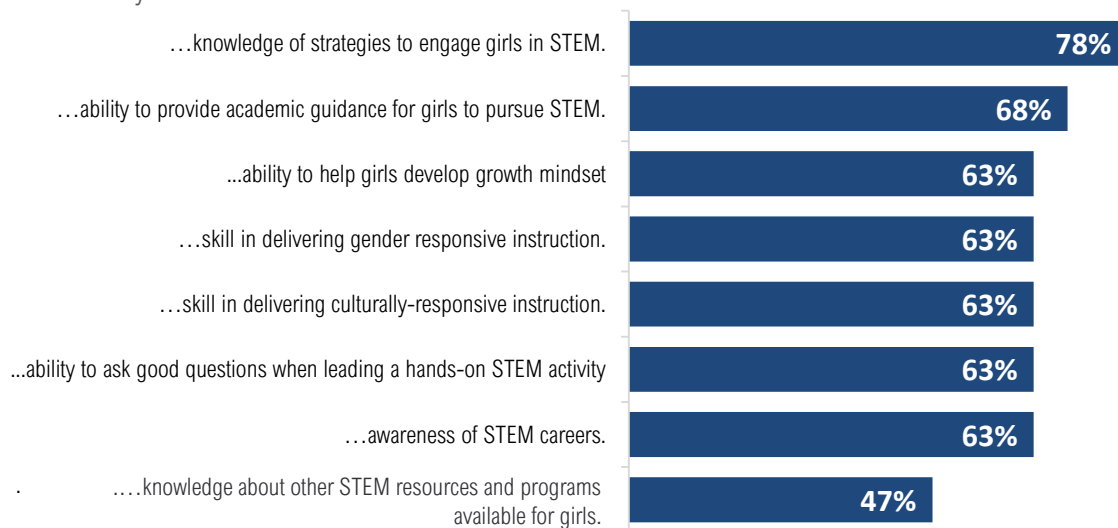 …knowledge of strategies to engage girls in STEM.
78%
…ability to provide academic guidance for girls to pursue STEM.
68%
...ability to help girls develop growth mindset
63%
…skill in delivering gender responsive instruction.
63%
…skill in delivering culturally-responsive instruction.
63%
...ability to ask good questions when leading a hands-on STEM activity
63%
…awareness of STEM careers.
63%
. .…knowledge about other STEM resources and programs
available for girls.
47%